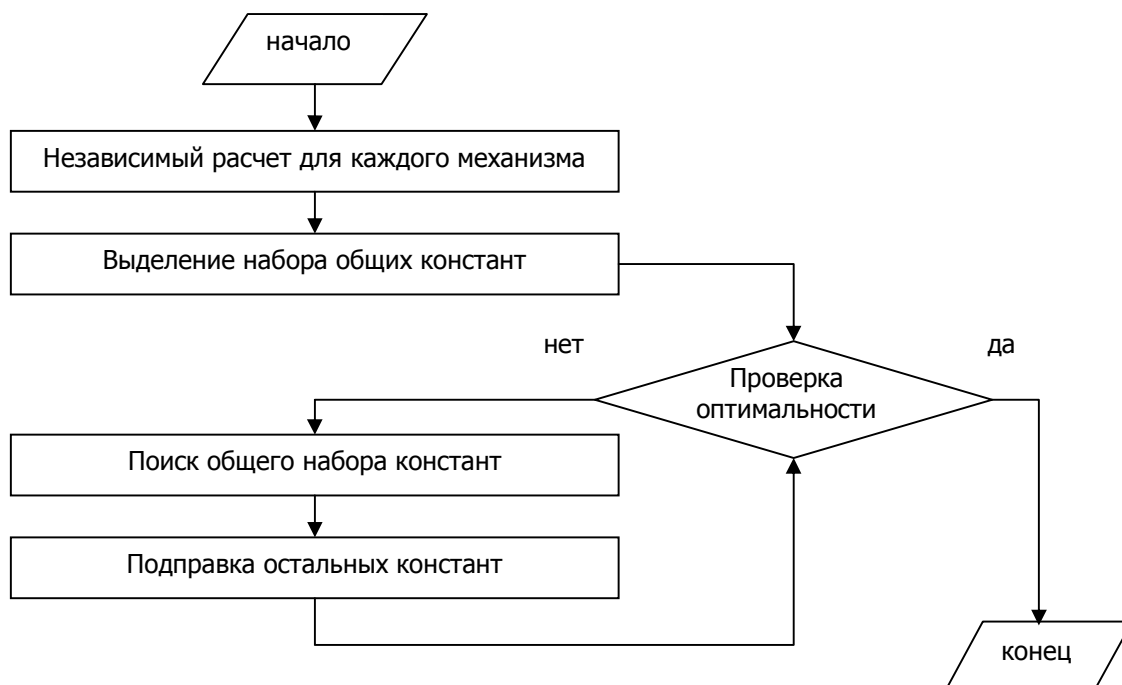 начало
Независимый расчет для каждого механизма
Выделение набора общих констант
нет
да
Проверка
оптимальности
Поиск общего набора констант
Подправка остальных констант
конец